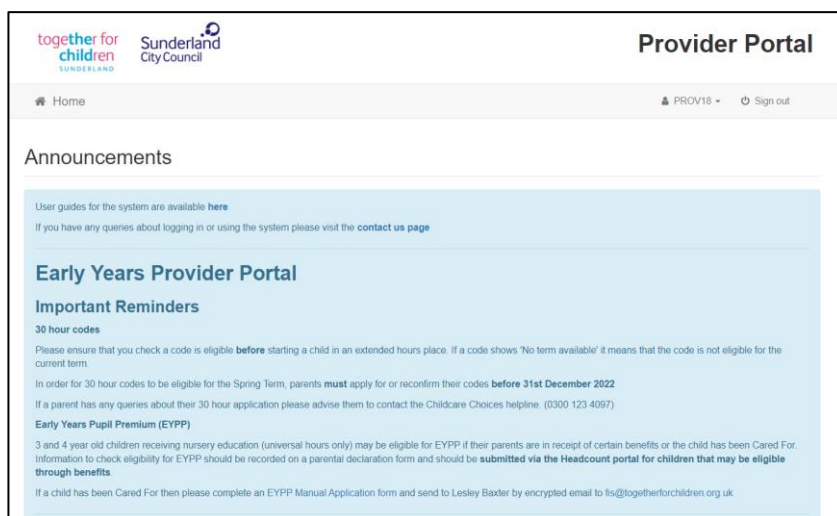 together for
children
SUNDERLAND
Sunderland
City Council
Provider Portal
Home
PROV18
Sign out
Announcements
User guides for the system are available here
If you have any queries about logging in or using the system please visit the contact us page
Early Years Provider Portal
Important Reminders
30 hour codes
Please ensure that you check a code is eligible before starting a child in an extended hours place. If a code shows 'No term available' it means that the code is not eligible for the
current term.
In order for 30 hour codes to be eligible for the Spring Term, parents must apply for or reconfirm their codes before 31st December 2022
If a parent has any queries about their 30 hour application please advise them to contact the Childcare Choices helpline: (0300 123 4097)
Early Years Pupil Premium (EYPP)
3 and 4 year old children receiving nursery education (universal hours only) may be eligible for EYPP if their parents are in receipt of certain benefits or the child has been Cared For.
Information to check eligibility for EYPP should be recorded on a parental declaration form and should be submitted via the Headcount portal for children that may be eligible
through benefits.
If a child has been Cared For then please complete an EYPP Manual Application form and send to Lesley Baxter by encrypted email to fis@togetherforchildren.org.uk